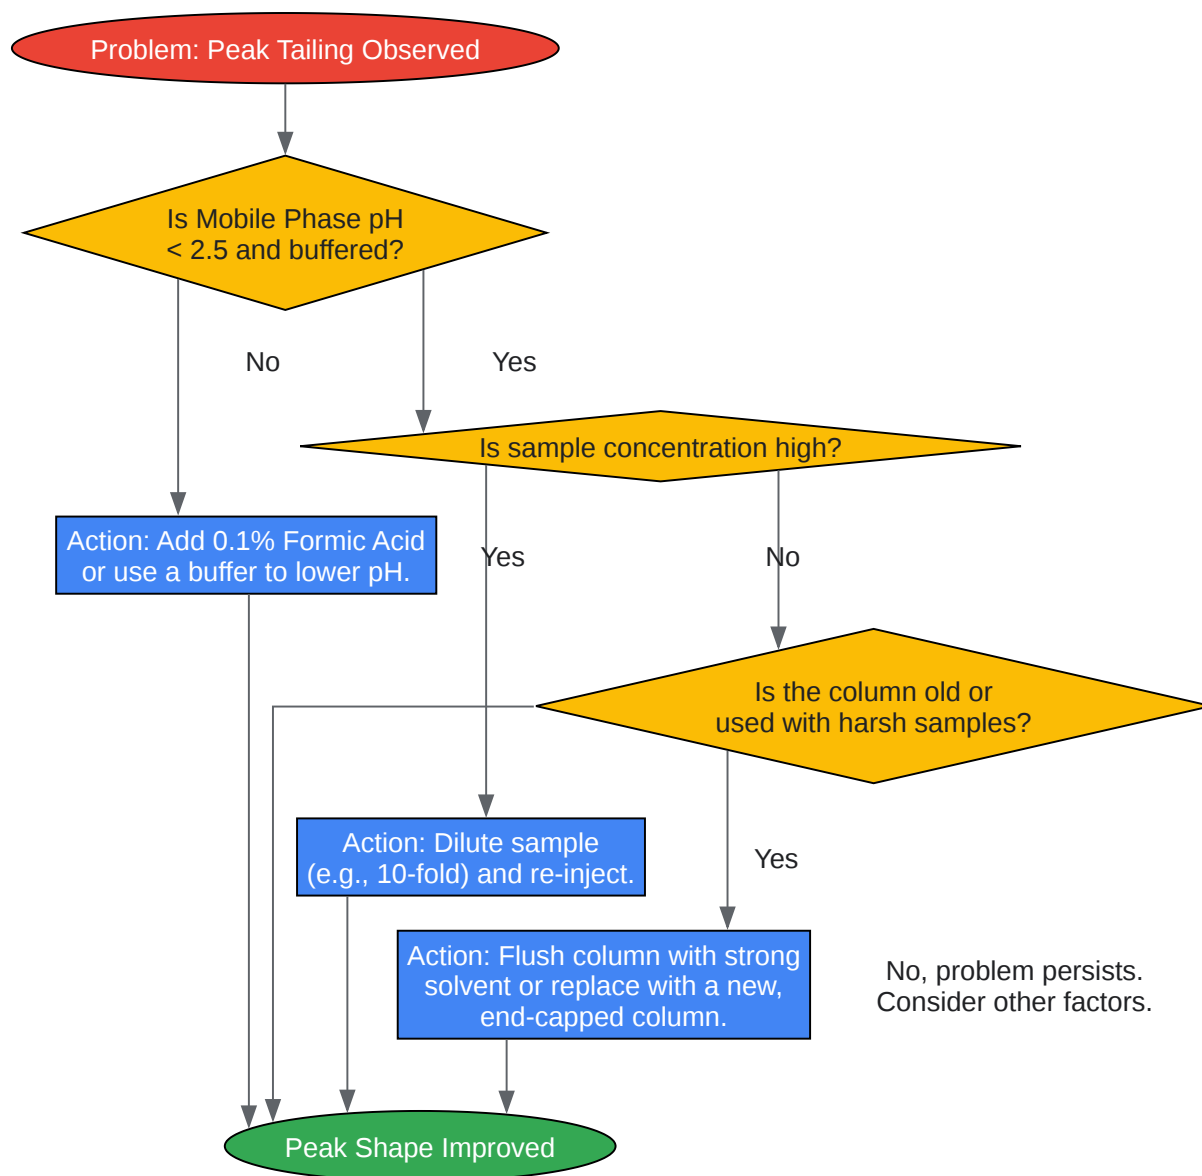 Problem: Peak Tailing Observed
Is Mobile Phase pH
< 2.5 and buffered?
No
Yes
Is sample concentration high?
Action: Add 0.1% Formic Acid
or use a buffer to lower pH.
Yes
No
Is the column old or
used with harsh samples?
Action: Dilute sample
(e.g., 10-fold) and re-inject.
Yes
Action: Flush column with strong
solvent or replace with a new,
end-capped column.
No, problem persists.
Consider other factors.
Peak Shape Improved